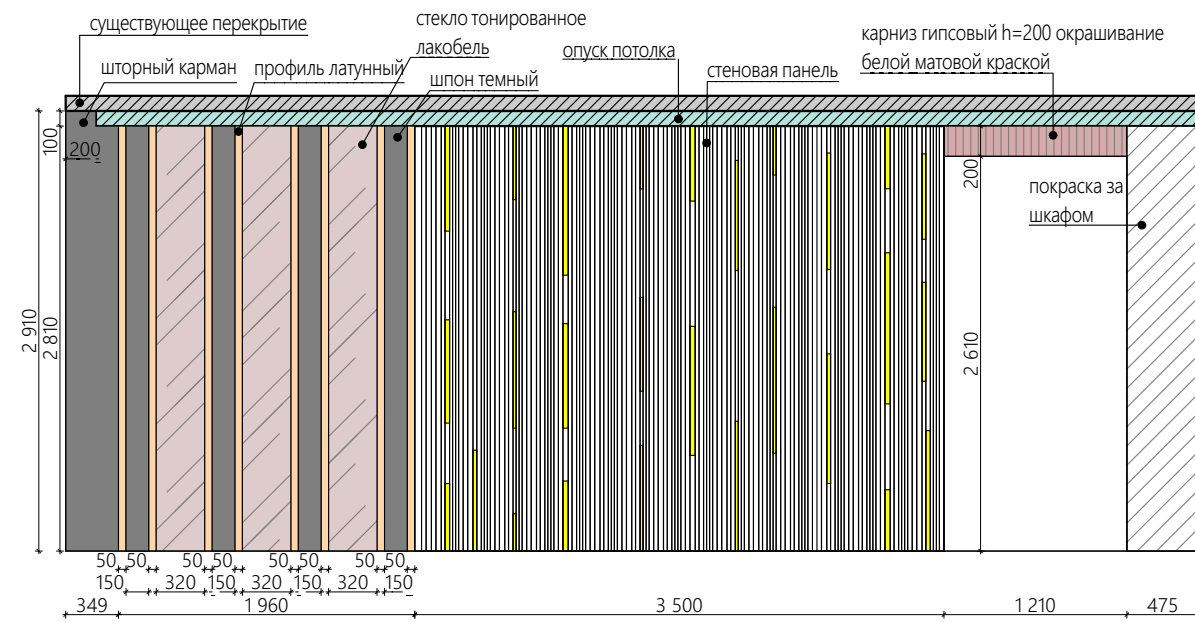 существующее перекрытие
стекло тонированное
лакобель
шторный карман
профиль латунный
шпон темный
опуск потолка
стеновая панель
карниз гипсовый h=200 окрашивание
белой матовой краской
покраска за
шкафом
100
200
2 910
2 810
200
2 610
50 50 50 50 50 50 50 50
150 320 150 320 150 320 150
349 1 960 3 500 1 210 475